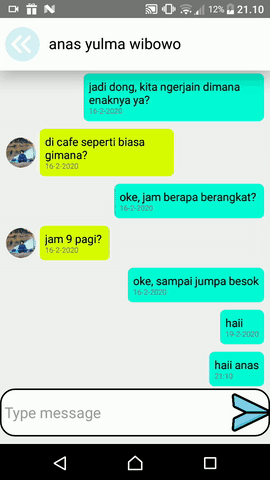 12% 21.10
anas yulma wibowo
jadi dong, kita ngerjain dimana
enaknya ya?
16-2-2020
di cafe seperti biasa
gimana?
16-2-2020
oke, jam berapa berangkat?
16-2-2020
jam 9 pagi?
16-2-2020
oke, sampai jumpa besok
16-2-2020
haii
19-2-2020
haii anas
21:10
Type message